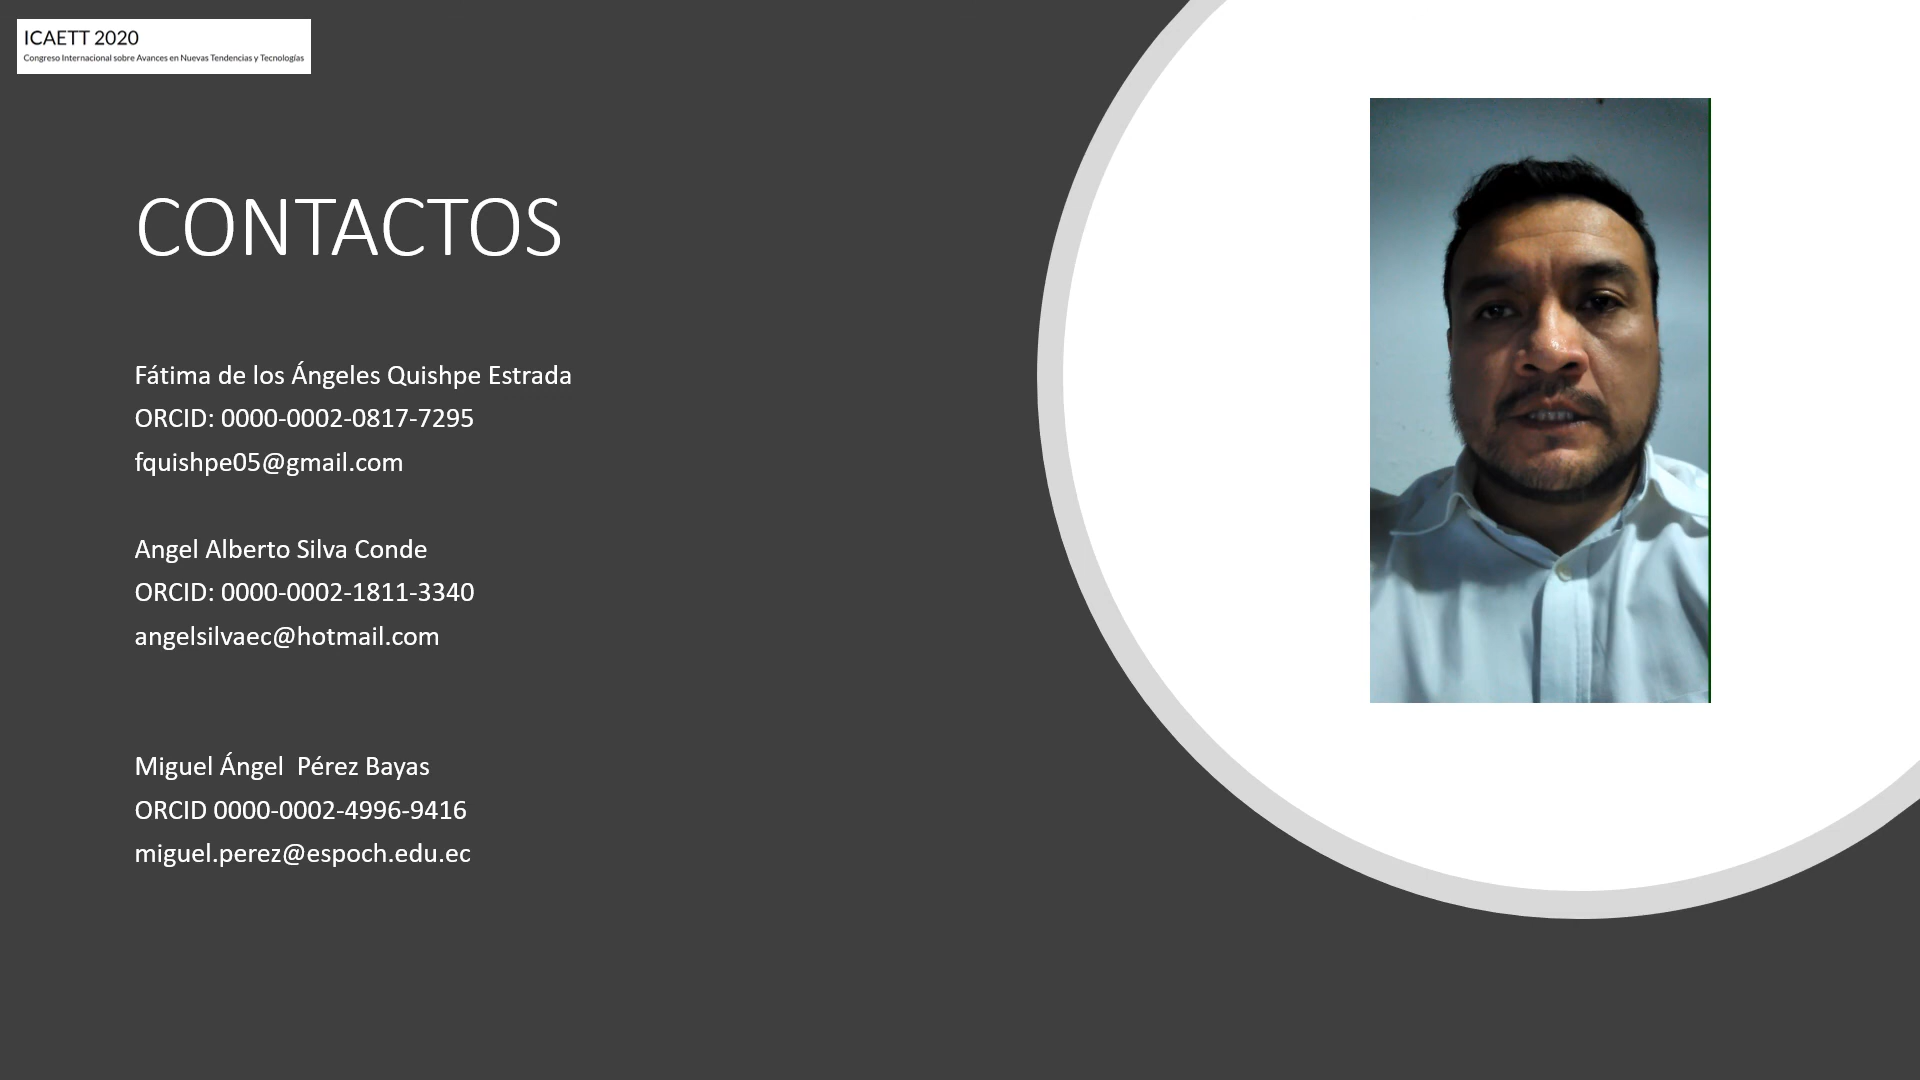 ICAETT 2020
Congreso Internacional sobre Avances en Nuevas Tendencias y Tecnologías
CONTACTOS
Fátima de los Ángeles Quishpe Estrada
ORCID: 0000-0002-0817-7295
fquishpe05@gmail.com
Angel Alberto Silva Conde
ORCID: 0000-0002-1811-3340
angelsilvaec@hotmail.com
Miguel Ángel  Pérez Bayas
ORCID 0000-0002-4996-9416
miguel.perez@espoch.edu.ec